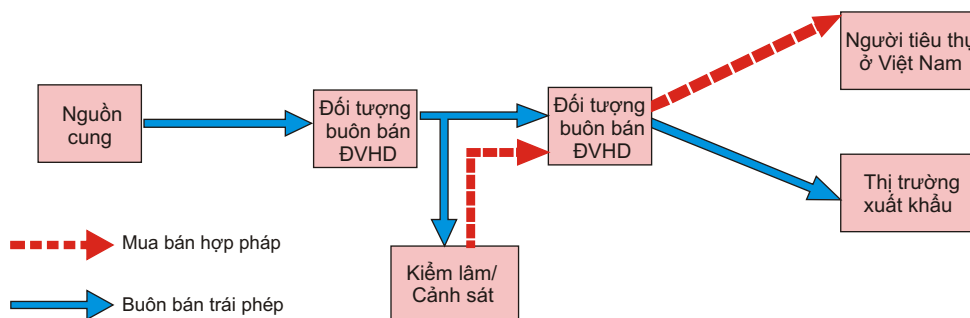 Nguồn
cung
Đối tượng
buôn bán
ĐVHD
Đối tượng
buôn bán
ĐVHD
Người tiêu thụ
ở Việt Nam
Thị trường
xuất khẩu
Kiểm lâm/
Cảnh sát
Mua bán hợp pháp
Buôn bán trái phép